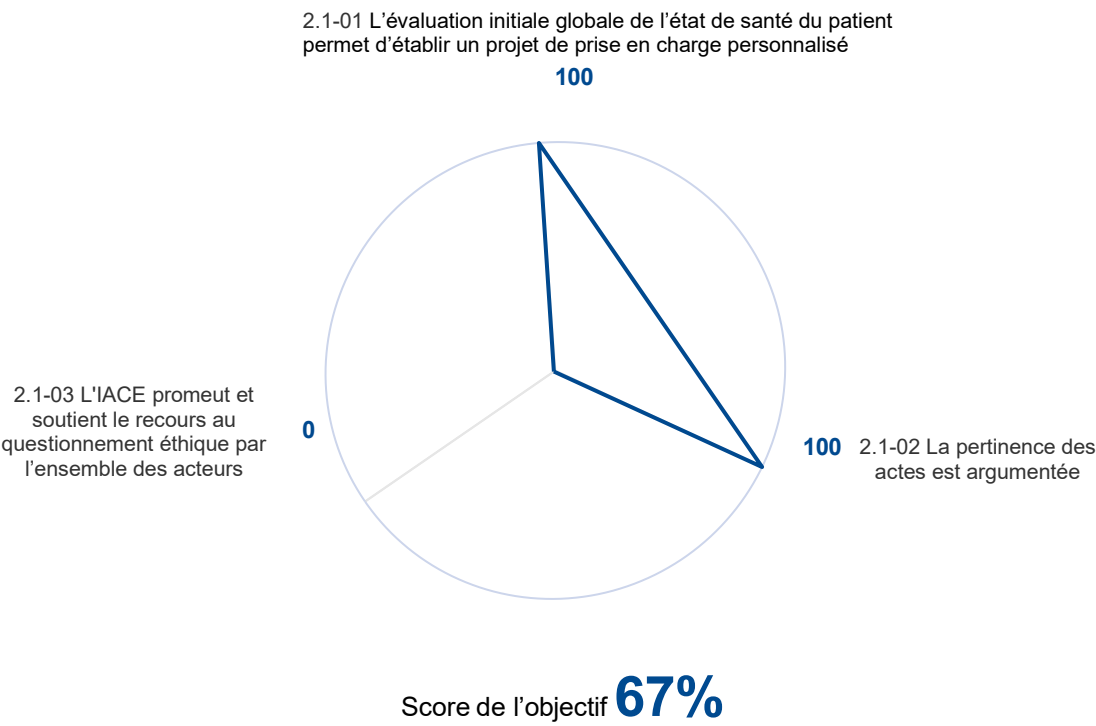 2.1-01 L’évaluation initiale globale de l’état de santé du patient
permet d’établir un projet de prise en charge personnalisé
100
2.1-03 L'IACE promeut et
soutient le recours au
questionnement éthique par
l’ensemble des acteurs
0
100
2.1-02 La pertinence des
actes est argumentée
Score de l’objectif 67%